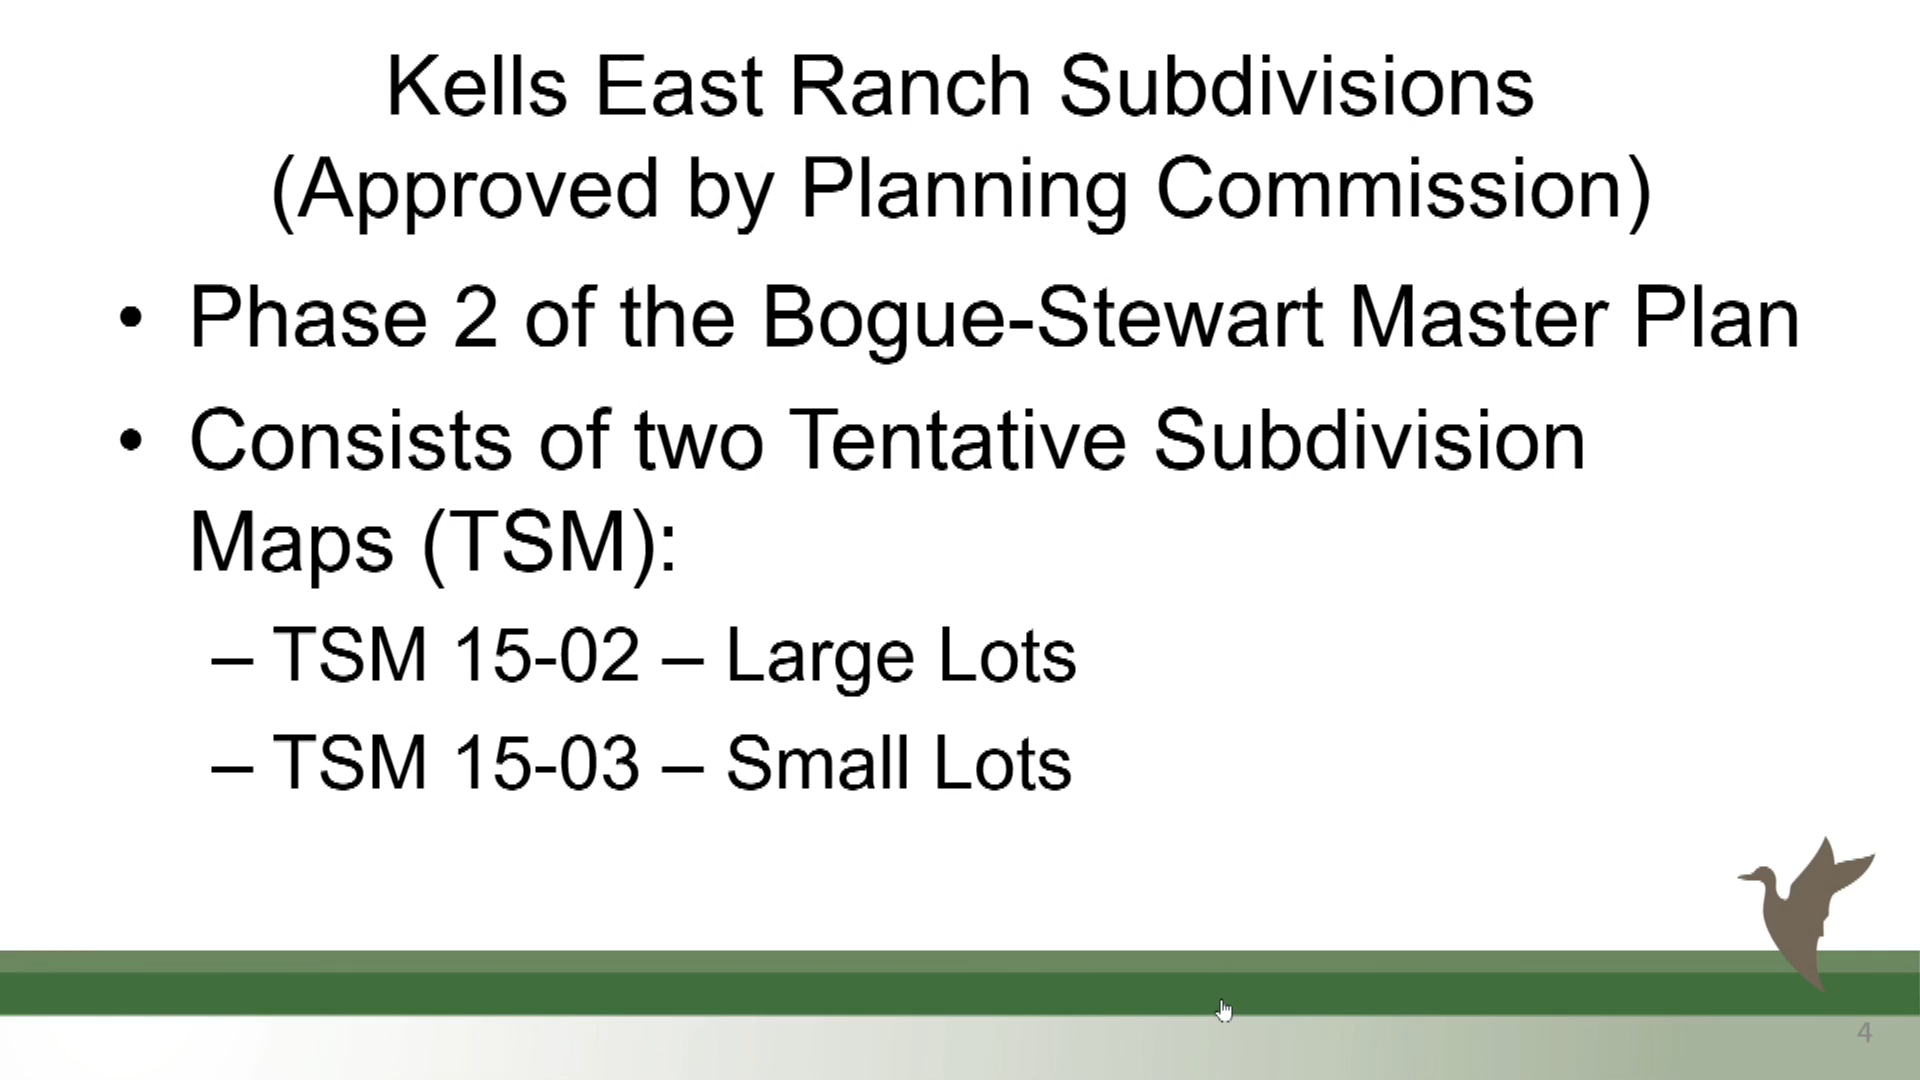 Kells East Ranch Subdivisions
(Approved by Planning Commission)
• Phase 2 of the Bogue-Stewart Master Plan
• Consists of two Tentative Subdivision
Maps (TSM):
– TSM 15-02 – Large Lots
– TSM 15-03 – Small Lots
4